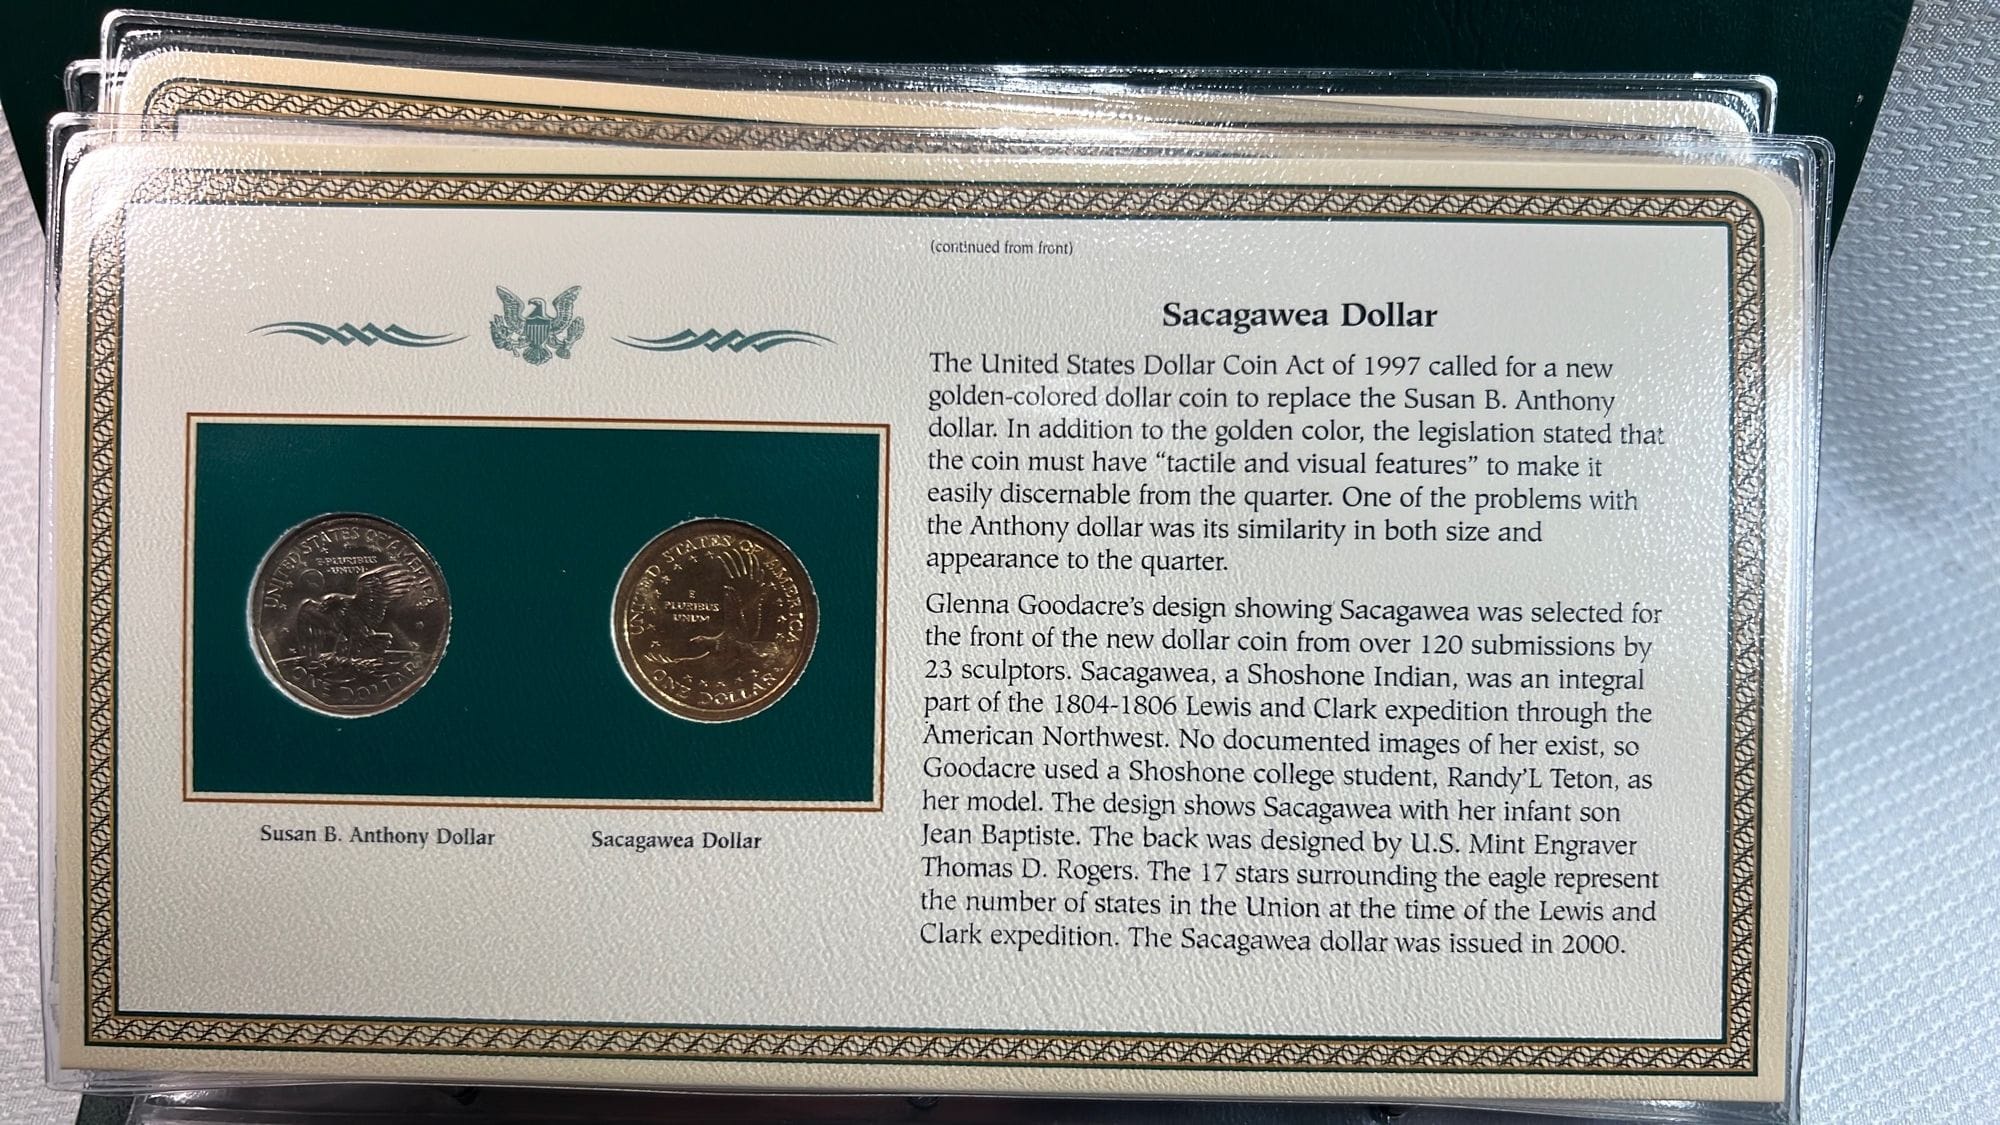 (continued from front)
Sacagawea Dollar
The United States Dollar Coin Act of 1997 called for a new
golden-colored dollar coin to replace the Susan B. Anthony
dollar. In addition to the golden color, the legislation stated that
the coin must have “tactile and visual features” to make it
easily discernable from the quarter. One of the problems with
the Anthony dollar was its similarity in both size and
appearance to the quarter.
Glenna Goodacre’s design showing Sacagawea was selected for
the front of the new dollar coin from over 120 submissions by
23 sculptors. Sacagawea, a Shoshone Indian, was an integral
part of the 1804-1806 Lewis and Clark expedition through the
American Northwest. No documented images of her exist, so
Goodacre used a Shoshone college student, Randy’L Teton, as
her model. The design shows Sacagawea with her infant son
Jean Baptiste. The back was designed by U.S. Mint Engraver
Thomas D. Rogers. The 17 stars surrounding the eagle represent
the number of states in the Union at the time of the Lewis and
Clark expedition. The Sacagawea dollar was issued in 2000.
UNITED STATES OF AMERICA
E·PLURIBUS
UNUM
ONE DOLLAR
UNITED STATES OF AMERICA
E
PLURIBUS
UNUM
ONE DOLLAR
Susan B. Anthony Dollar
Sacagawea Dollar